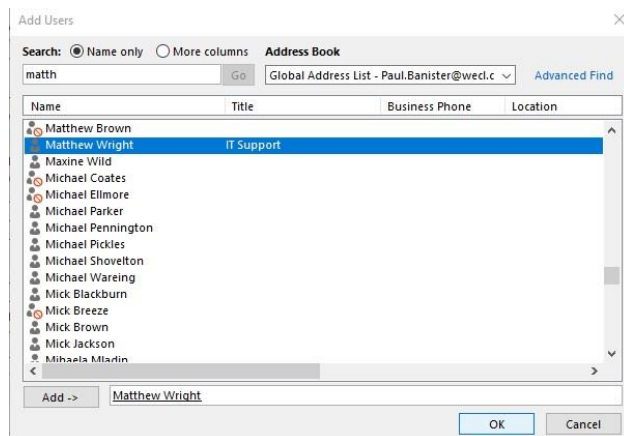 Add Users
Search: Name only More columns Address Book
matth Go Global Address List - Paul.Banister@wecl.c Advanced Find
Name Title Business Phone Location
Matthew Brown
Matthew Wright IT Support
Maxine Wild
Michael Coates
Michael Ellmore
Michael Parker
Michael Pennington
Michael Pickles
Michael Shovelton
Michael Wareing
Mick Blackburn
Mick Breeze
Mick Brown
Mick Jackson
Mihaela Mladin
Add -> Matthew Wright
OK Cancel